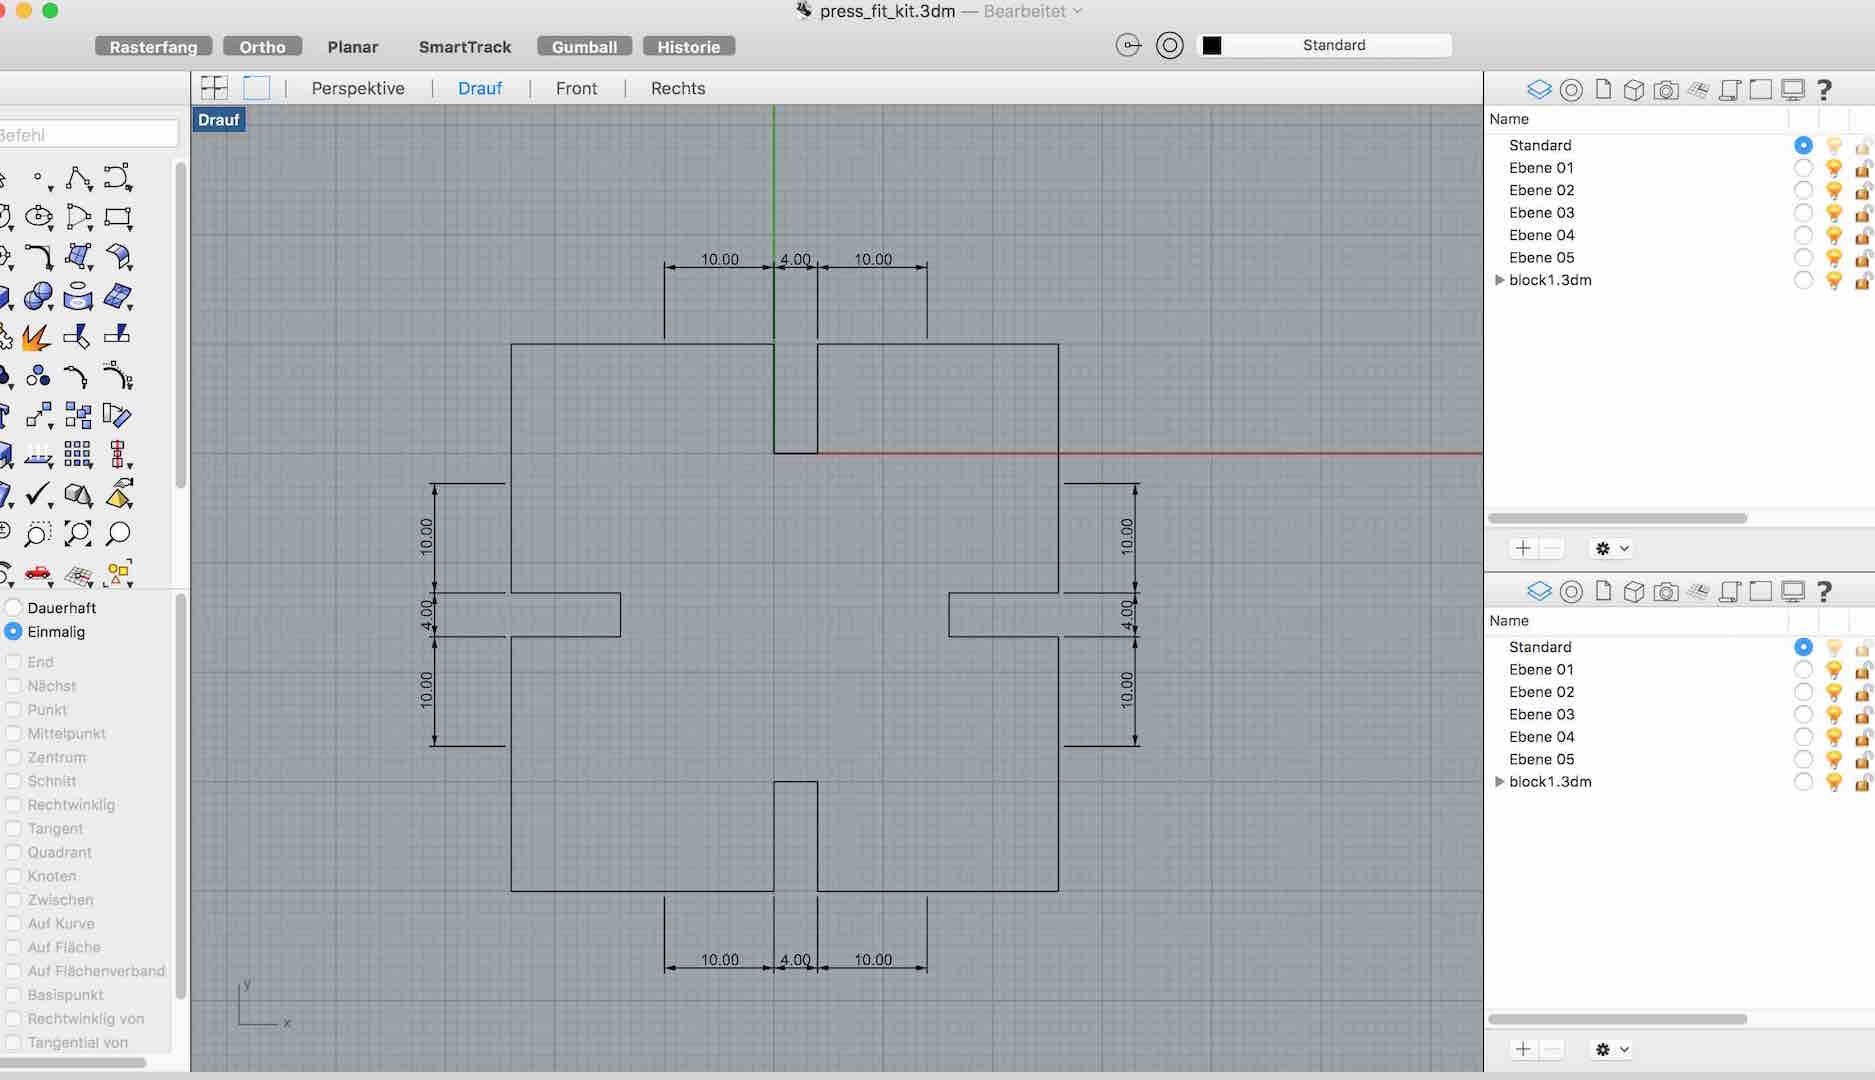 press_fit_kit.3dm — Bearbeitet
Rasterfang Ortho Planar SmartTrack Gumball Historie Standard
Perspektive Drauf Front Rechts
Drauf
Befehl
Dauerhaft
Einmalig
End
Nächst
Punkt
Mittelpunkt
Zentrum
Schnitt
Rechtwinklig
Tangent
Quadrant
Knoten
Zwischen
Auf Kurve
Auf Fläche
Auf Flächenverband
Basispunkt
Rechtwinklig von
Tangential von
10.00 4.00 10.00
10.00
4.00
10.00
10.00
4.00
10.00
10.00 4.00 10.00
y
x
Name
Standard
Ebene 01
Ebene 02
Ebene 03
Ebene 04
Ebene 05
block1.3dm
Name
Standard
Ebene 01
Ebene 02
Ebene 03
Ebene 04
Ebene 05
block1.3dm